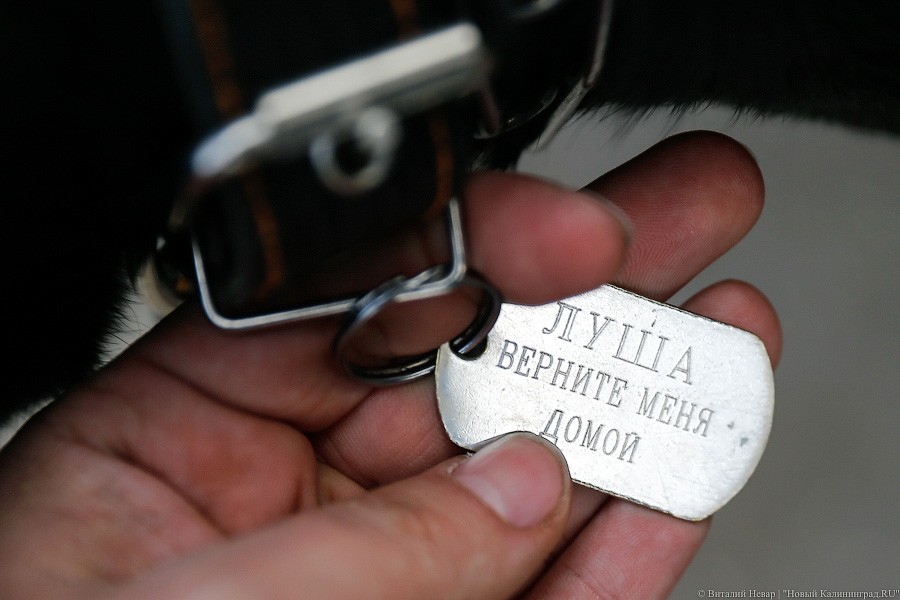 ЛУША
ВЕРНИТЕ МЕНЯ
ДОМОЙ
© Виталий Невар | "Новый Калининград.RU"